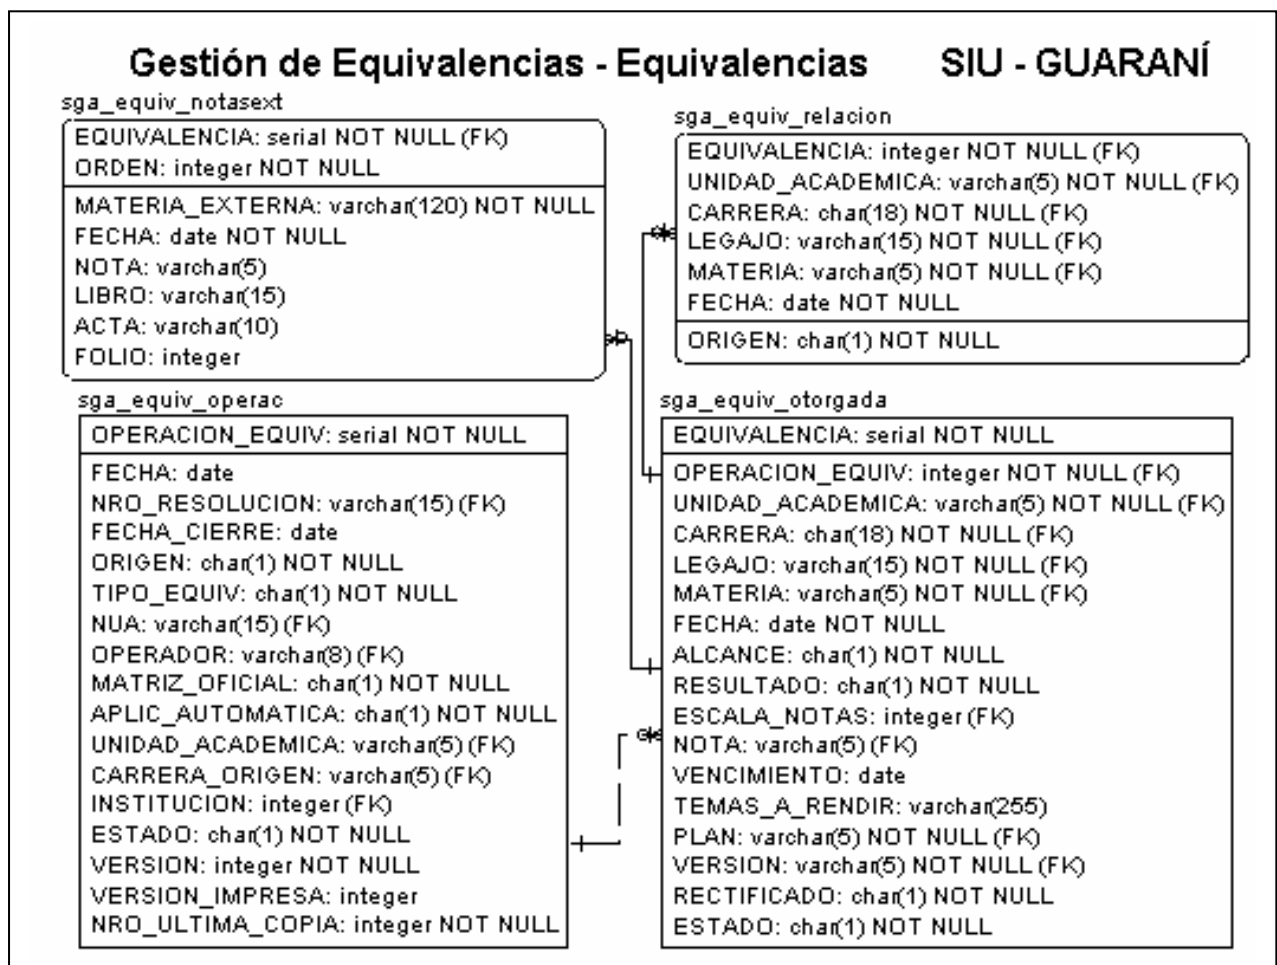 Gestión de Equivalencias - Equivalencias SIU - GUARANÍ
sga_equiv_notasext
EQUIVALENCIA: serial NOT NULL (FK)
ORDEN: integer NOT NULL
MATERIA_EXTERNA: varchar(120) NOT NULL
FECHA: date NOT NULL
NOTA: varchar(5)
LIBRO: varchar(15)
ACTA: varchar(10)
FOLIO: integer
sga_equiv_relacion
EQUIVALENCIA: integer NOT NULL (FK)
UNIDAD_ACADEMICA: varchar(5) NOT NULL (FK)
CARRERA: char(18) NOT NULL (FK)
LEGAJO: varchar(15) NOT NULL (FK)
MATERIA: varchar(5) NOT NULL (FK)
FECHA: date NOT NULL
ORIGEN: char(1) NOT NULL
sga_equiv_operac
OPERACION_EQUIV: serial NOT NULL
FECHA: date
NRO_RESOLUCION: varchar(15) (FK)
FECHA_CIERRE: date
ORIGEN: char(1) NOT NULL
TIPO_EQUIV: char(1) NOT NULL
NUA: varchar(15) (FK)
OPERADOR: varchar(8) (FK)
MATRIZ_OFICIAL: char(1) NOT NULL
APLIC_AUTOMATICA: char(1) NOT NULL
UNIDAD_ACADEMICA: varchar(5) (FK)
CARRERA_ORIGEN: varchar(5) (FK)
INSTITUCION: integer (FK)
ESTADO: char(1) NOT NULL
VERSION: integer NOT NULL
VERSION_IMPRESA: integer
NRO_ULTIMA_COPIA: integer NOT NULL
sga_equiv_otorgada
EQUIVALENCIA: serial NOT NULL
OPERACION_EQUIV: integer NOT NULL (FK)
UNIDAD_ACADEMICA: varchar(5) NOT NULL (FK)
CARRERA: char(18) NOT NULL (FK)
LEGAJO: varchar(15) NOT NULL (FK)
MATERIA: varchar(5) NOT NULL (FK)
FECHA: date NOT NULL
ALCANCE: char(1) NOT NULL
RESULTADO: char(1) NOT NULL
ESCALA_NOTAS: integer (FK)
NOTA: varchar(5) (FK)
VENCIMIENTO: date
TEMAS_A_RENDIR: varchar(255)
PLAN: varchar(5) NOT NULL (FK)
VERSION: varchar(5) NOT NULL (FK)
RECTIFICADO: char(1) NOT NULL
ESTADO: char(1) NOT NULL